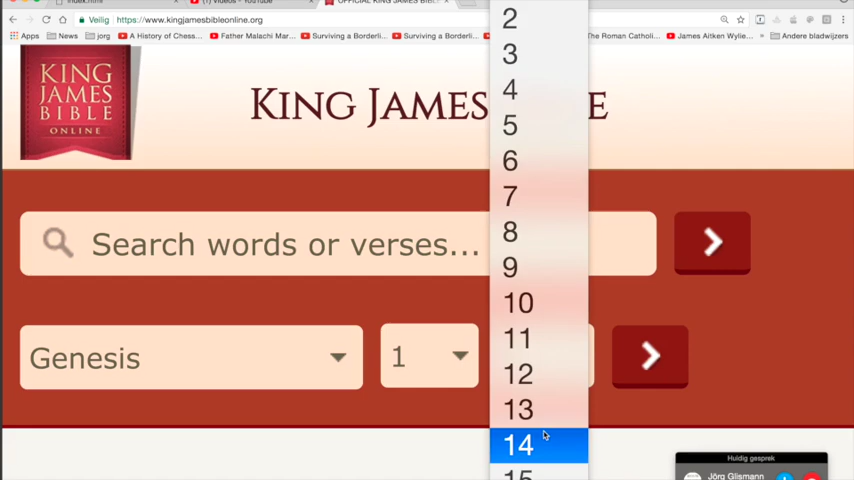 index.html
(1) Videos - YouTube
OFFICIAL KING JAMES BIBLE
Veilig
https://www.kingjamesbibleonline.org
Apps
News
jorg
A History of Chess...
Father Malachi Mar...
Surviving a Borderli...
Surviving a Borderl
The Roman Catholi...
James Aitken Wylie...
»
Andere bladwijzers
KING
JAMES
BIBLE
ONLINE
KING JAMES
E
Search words or verses...
Genesis
1
2
3
4
5
6
7
8
9
10
11
12
13
14
15
Huidig gesprek
Jörg Glismann